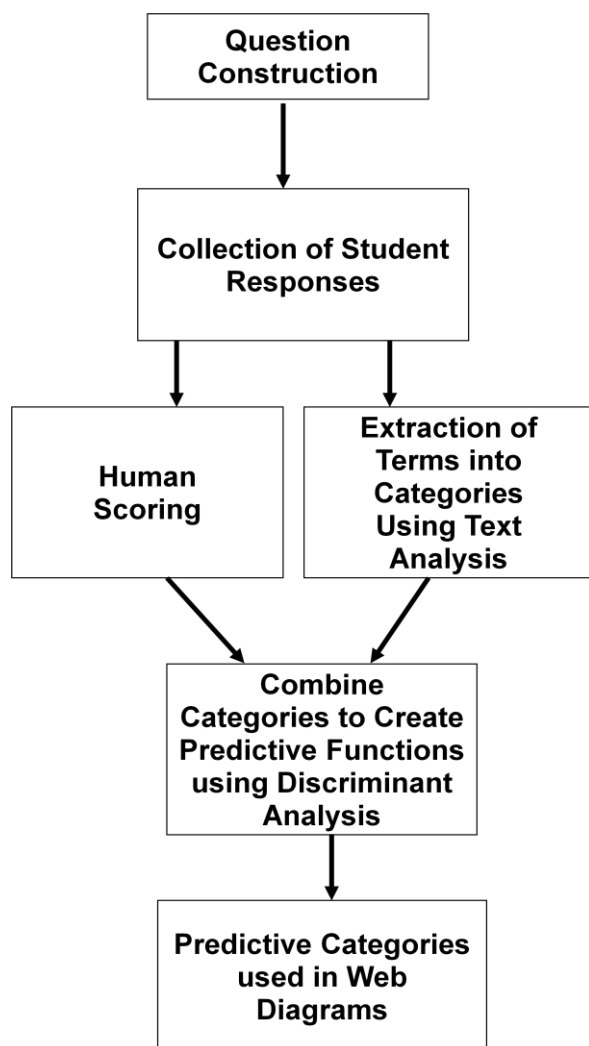 Question
Construction
Collection of Student
Responses
Human
Scoring
Extraction of
Terms into
Categories
Using Text
Analysis
Combine
Categories to Create
Predictive Functions
using Discriminant
Analysis
Predictive Categories
used in Web
Diagrams